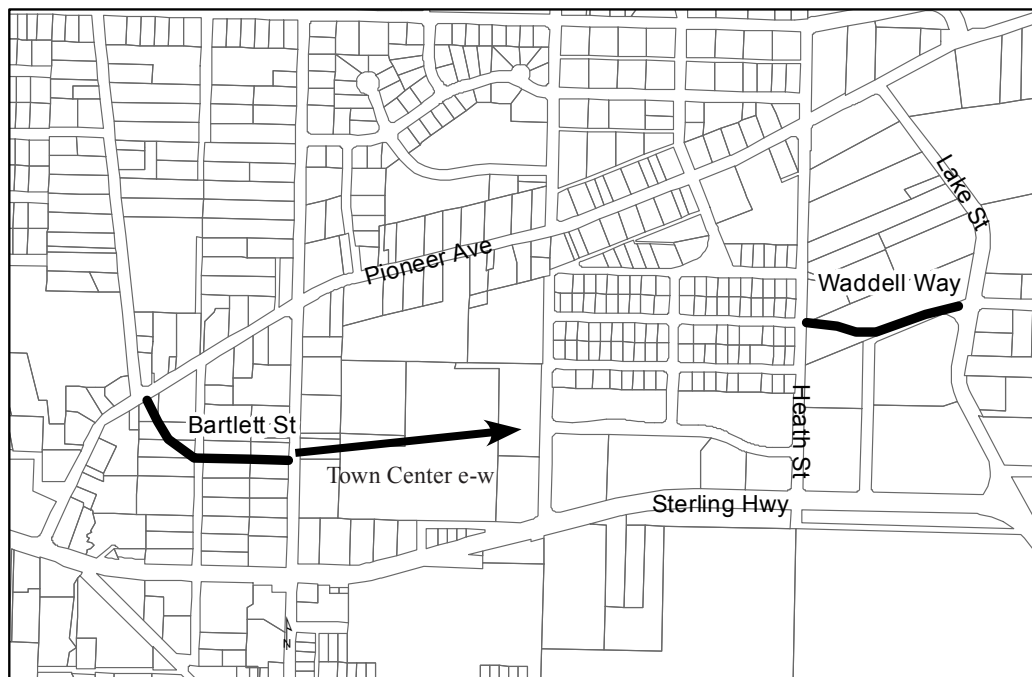 Lake St
Pioneer Ave
Waddell Way
Bartlett St
Heath St
Town Center e-w
Sterling Hwy
N